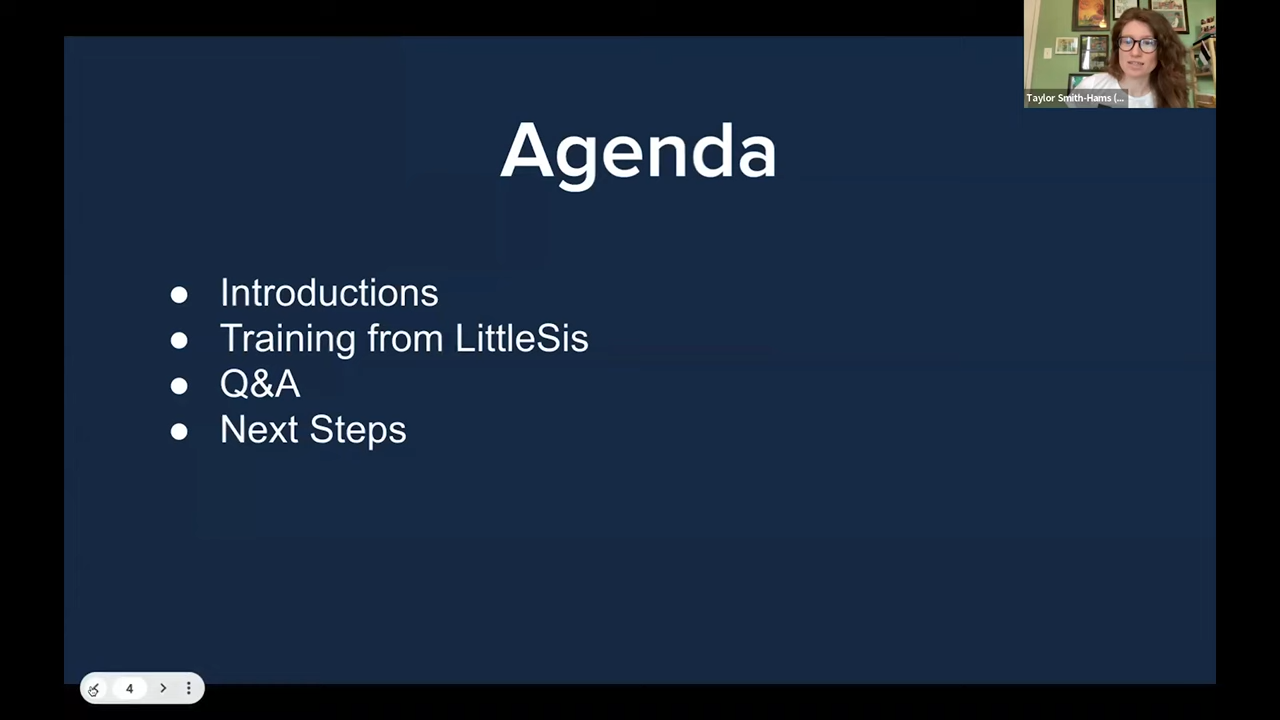 Taylor Smith-Hams (...
Agenda
● Introductions
● Training from LittleSis
● Q&A
● Next Steps
4